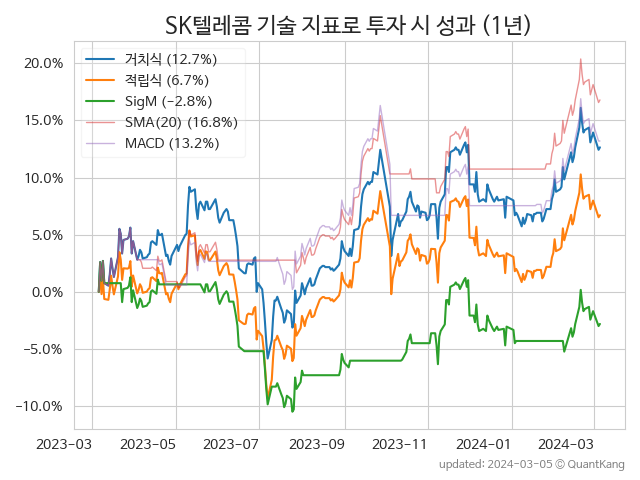 SK텔레콤 기술 지표로 투자 시 성과 (1년)
거치식 (12.7%)
적립식 (6.7%)
SigM (−2.8%)
SMA(20) (16.8%)
MACD (13.2%)
20.0%
15.0%
10.0%
5.0%
0.0%
−5.0%
−10.0%
2023−03 2023−05 2023−07 2023−09 2023−11 2024−01 2024−03
updated: 2024-03-05 © QuantKang